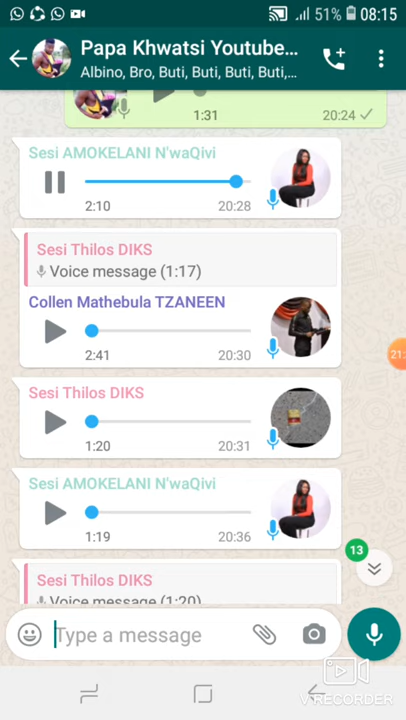 51% 08:15
Papa Khwatsi Youtube...
Albino, Bro, Buti, Buti, Buti, Buti,...
1:31 20:24
Sesi AMOKELANI N'waQivi
2:10 20:28
Sesi Thilos DIKS
Voice message (1:17)
Collen Mathebula TZANEEN
2:41 20:30
21:
Sesi Thilos DIKS
1:20 20:31
Sesi AMOKELANI N'waQivi
1:19 20:36
13
Sesi Thilos DIKS
Voice message (1:20)
Type a message
V RECORDER